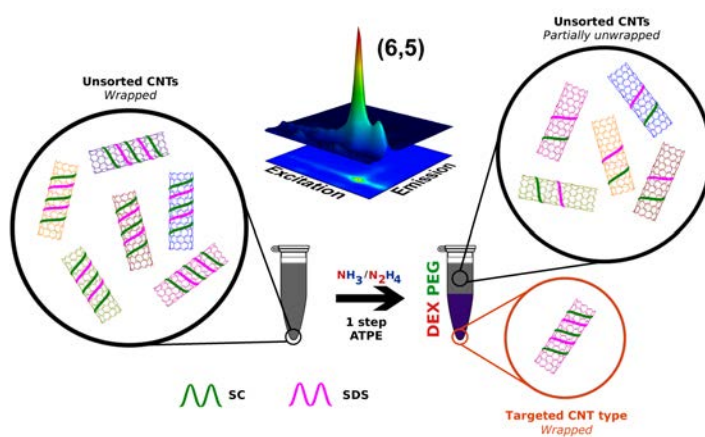 Unsorted CNTs
Wrapped
(6,5)
Excitation
Emission
Unsorted CNTs
Partially unwrapped
NH3/N2H4
1 step
ATPE
DEX PEG
SC
SDS
Targeted CNT type
Wrapped